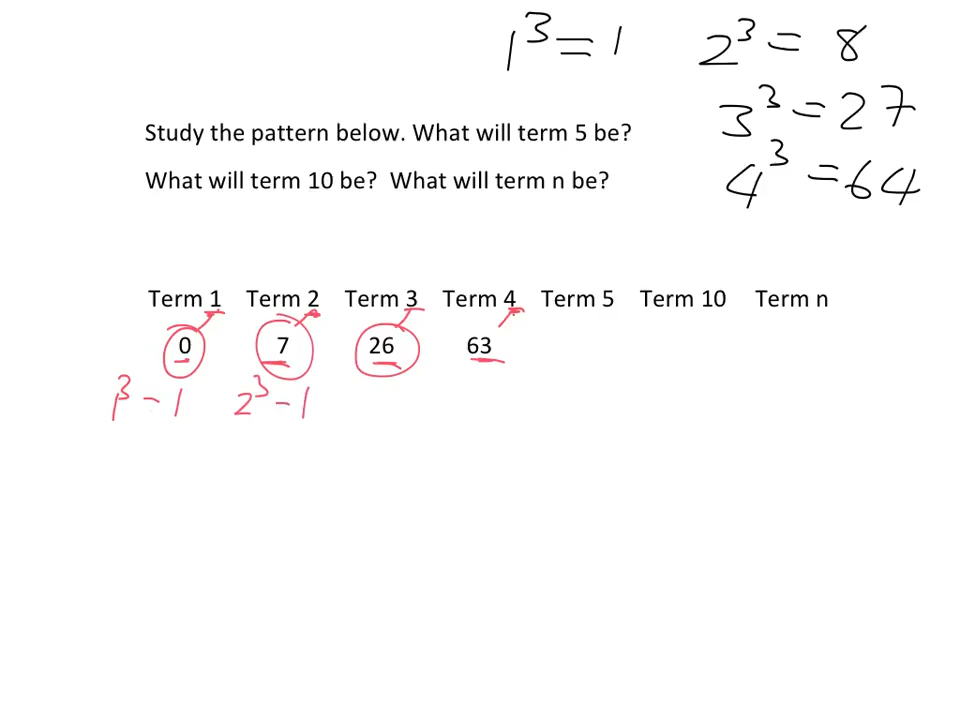 1³ = 1 2³ = 8
3³ = 27
Study the pattern below. What will term 5 be?
4³ = 64
What will term 10 be? What will term n be?
Term 1 Term 2 Term 3 Term 4 Term 5 Term 10 Term n
0 7 26 63
1³ - 1 2³ - 1